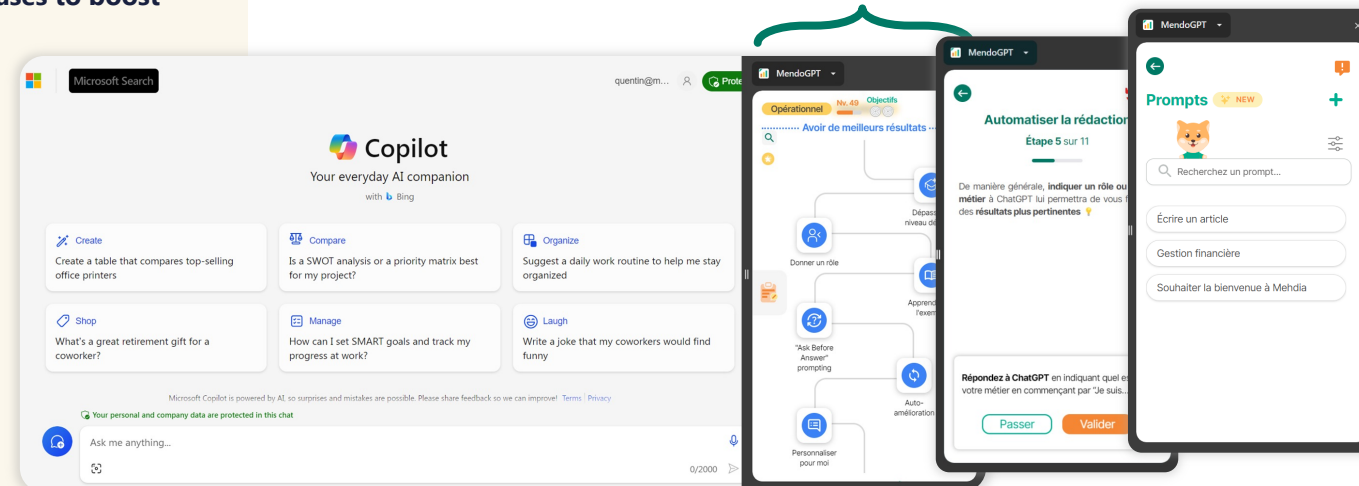 uses to boost
Microsoft Search
quentin@m...
Copilot
Your everyday AI companion
with Bing
Create
Create a table that compares top-selling
office printers
Compare
Is a SWOT analysis or a priority matrix best
for my project?
Organize
Suggest a daily work routine to help me stay
organized
Shop
What's a great retirement gift for a
coworker?
Manage
How can I set SMART goals and track my
progress at work?
Laugh
Write a joke that my coworkers would find
funny
Microsoft Copilot is powered by AI, so surprises and mistakes are possible. Please share feedback so we can improve! Terms | Privacy
Your personal and company data are protected in this chat
Ask me anything...
0/2000
MendoGPT
Opérationnel
Nv. 49
Objectifs
Avoir de meilleurs résultats
Donner un rôle
"Ask Before
Answer"
prompting
Auto-
amélioration
Personnaliser
pour moi
MendoGPT
Automatiser la rédaction
Étape 5 sur 11
De manière générale, indiquer un rôle ou
métier à ChatGPT lui permettra de vous
des résultats plus pertinentes
Répondez à ChatGPT en indiquant quel
votre métier en commençant par "Je suis...
Passer
Valider
MendoGPT
Prompts
NEW
Recherchez un prompt...
Écrire un article
Gestion financière
Souhaiter la bienvenue à Mehdia